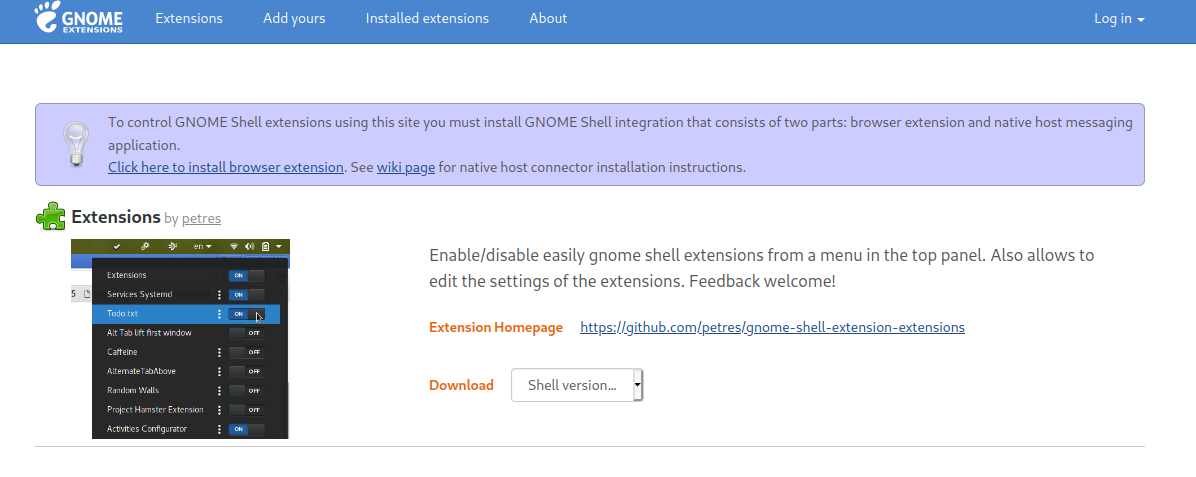 GNOME
EXTENSIONS
Extensions
Add yours
Installed extensions
About
Log in
To control GNOME Shell extensions using this site you must install GNOME Shell integration that consists of two parts: browser extension and native host messaging
application.
Click here to install browser extension. See wiki page for native host connector installation instructions.
Extensions by petres
en
Extensions ON
Services Systemd ON
5
Todo.txt ON
Alt Tab lift first window OFF
Caffeine OFF
AlternateTabAbove OFF
Random Walls OFF
Project Hamster Extension OFF
Activities Configurator ON
Enable/disable easily gnome shell extensions from a menu in the top panel. Also allows to
edit the settings of the extensions. Feedback welcome!
Extension Homepage https://github.com/petres/gnome-shell-extension-extensions
Download Shell version...